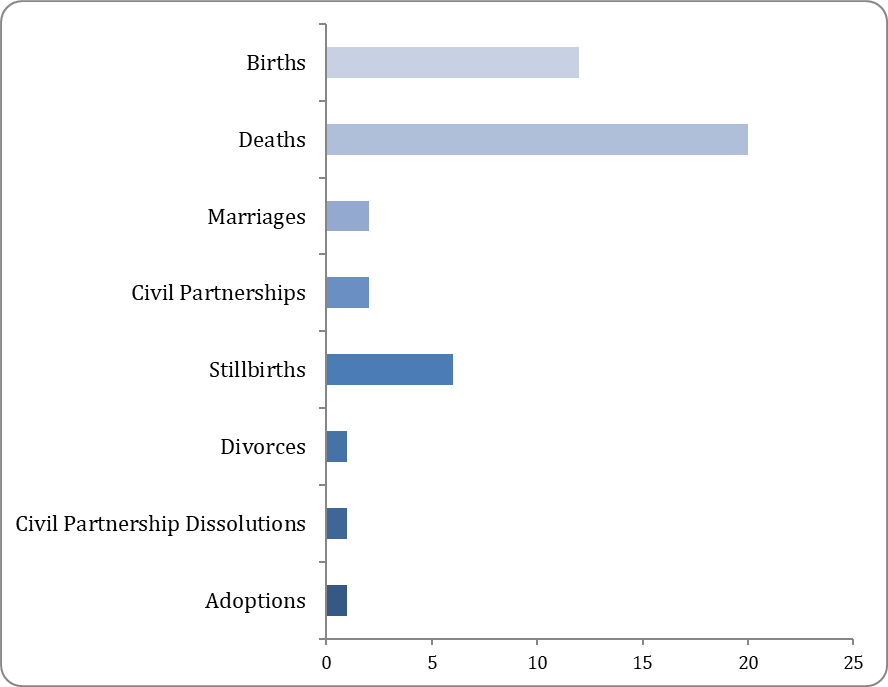 Births
Deaths
Marriages
Civil Partnerships
Stillbirths
Divorces
Civil Partnership Dissolutions
Adoptions
0 5 10 15 20 25